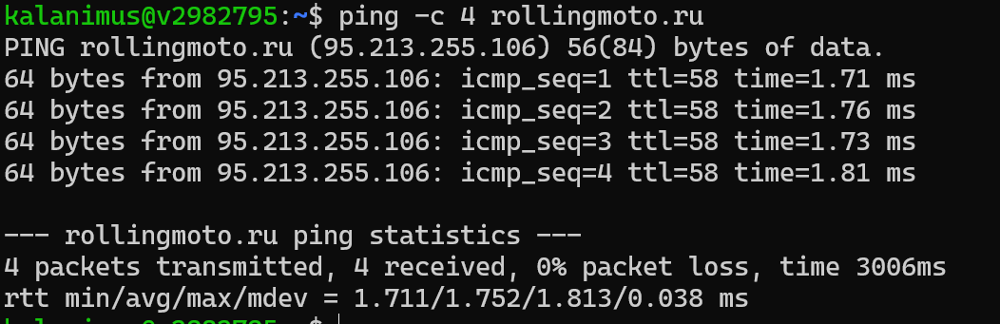 kalanimus@v2982795:~$ ping -c 4 rollingmoto.ru
PING rollingmoto.ru (95.213.255.106) 56(84) bytes of data.
64 bytes from 95.213.255.106: icmp_seq=1 ttl=58 time=1.71 ms
64 bytes from 95.213.255.106: icmp_seq=2 ttl=58 time=1.76 ms
64 bytes from 95.213.255.106: icmp_seq=3 ttl=58 time=1.73 ms
64 bytes from 95.213.255.106: icmp_seq=4 ttl=58 time=1.81 ms
--- rollingmoto.ru ping statistics ---
4 packets transmitted, 4 received, 0% packet loss, time 3006ms
rtt min/avg/max/mdev = 1.711/1.752/1.813/0.038 ms